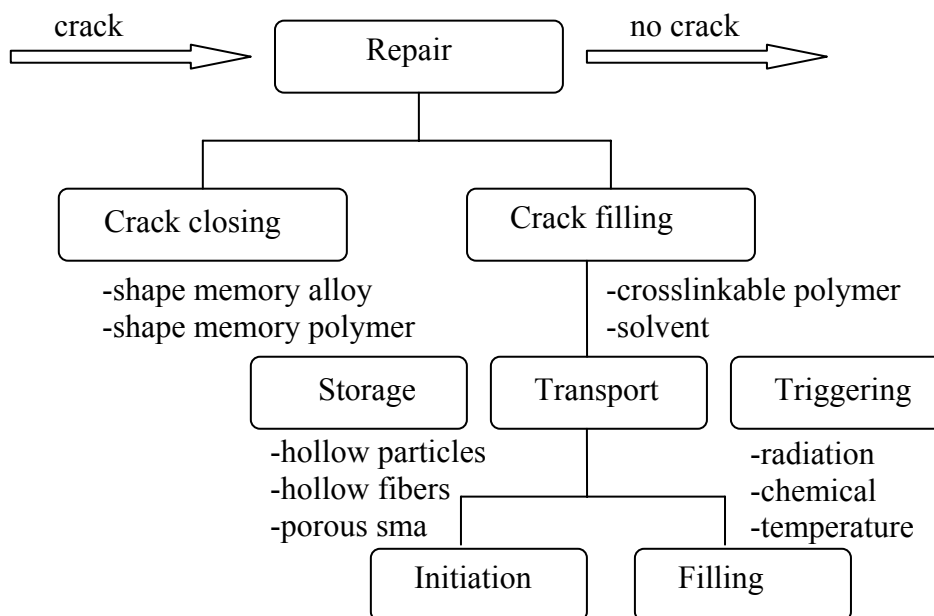 crack
Repair
no crack
Crack closing
Crack filling
-shape memory alloy
-shape memory polymer
-crosslinkable polymer
-solvent
Storage
Transport
Triggering
-hollow particles
-hollow fibers
-porous sma
-radiation
-chemical
-temperature
Initiation
Filling